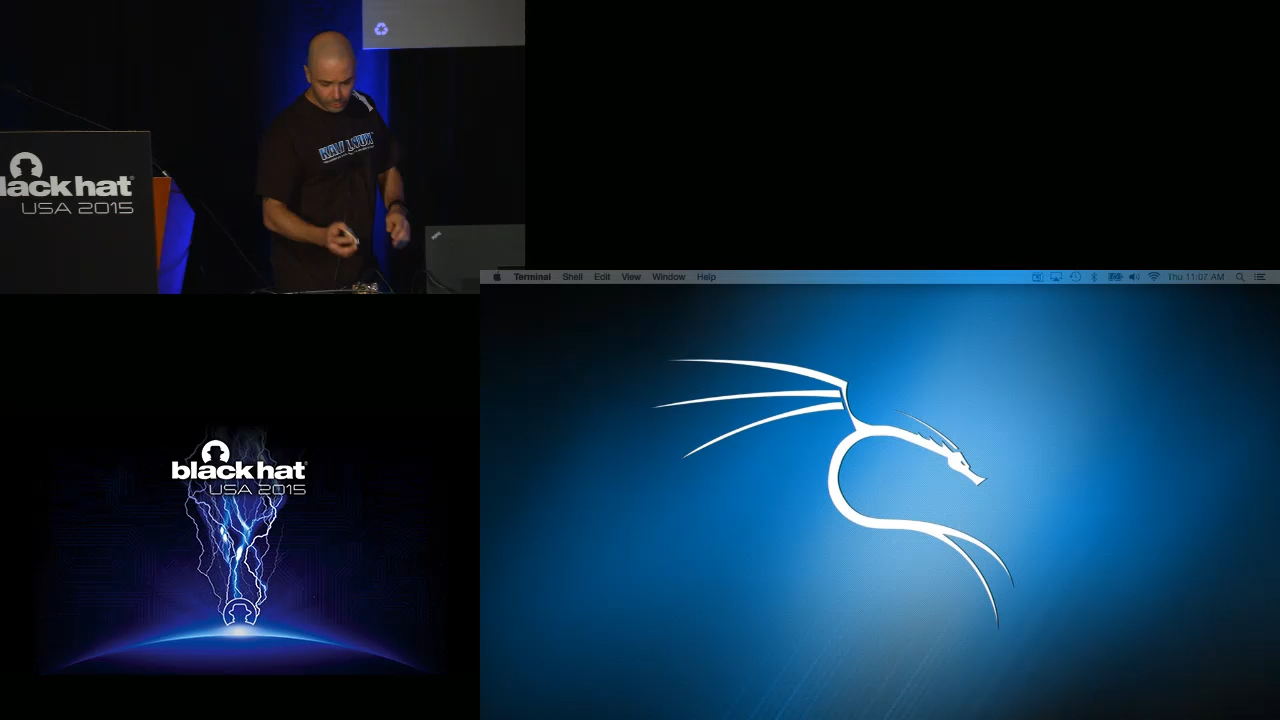 black hat
USA 2015
KALI LINUX
Terminal Shell Edit View Window Help
Thu 11:07 AM
black hat
USA 2015